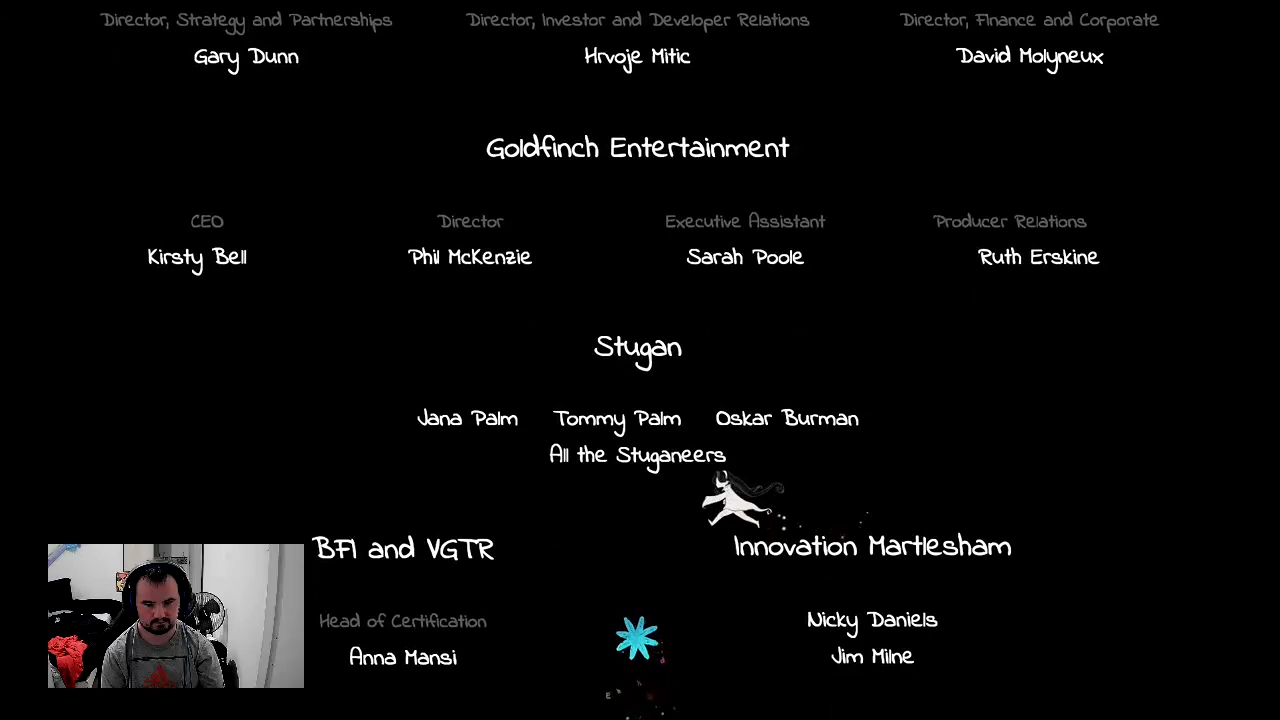 Director, Strategy and Partnerships Director, Investor and Developer Relations Director, Finance and Corporate
Gary Dunn Hrvoje Mitic David Molyneux
Goldfinch Entertainment
CEO Director Executive Assistant Producer Relations
Kirsty Bell Phil McKenzie Sarah Poole Ruth Erskine
Stugan
Jana Palm Tommy Palm Oskar Burman
All the Stuganeers
BFI and VGTR Innovation Martlesham
Head of Certification Nicky Daniels
Anna Mansi Jim Milne